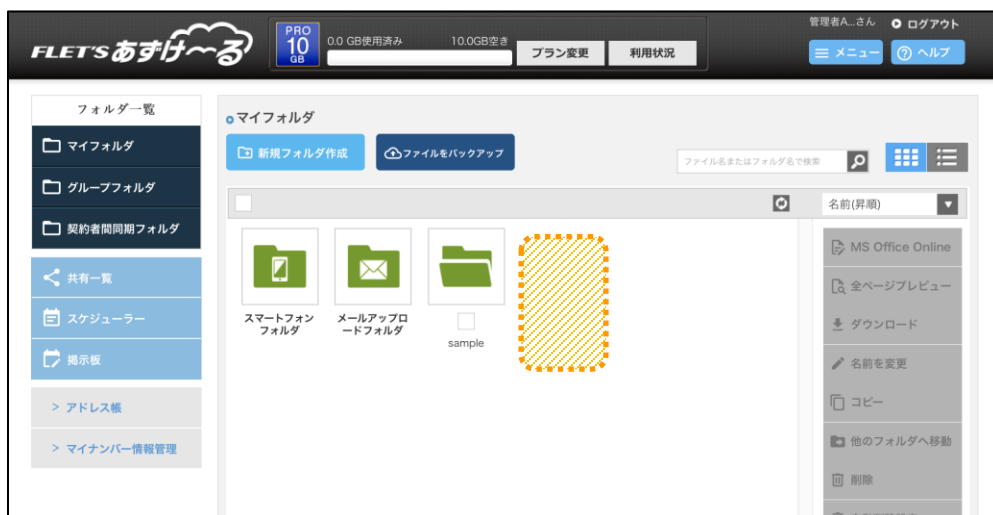 FLET'S あずけ〜る
PRO
10
GB
0.0 GB使用済み
10.0GB空き
プラン変更
利用状況
管理者A...さん
ログアウト
メニュー
ヘルプ
フォルダ一覧
マイフォルダ
グループフォルダ
契約者間同期フォルダ
共有一覧
スケジューラー
掲示板
> アドレス帳
> マイナンバー情報管理
マイフォルダ
新規フォルダ作成
ファイルをバックアップ
ファイル名またはフォルダ名で検索
名前(昇順)
スマートフォン
フォルダ
メールアップロ
ードフォルダ
sample
MS Office Online
全ページプレビュー
ダウンロード
名前を変更
コピー
他のフォルダへ移動
削除